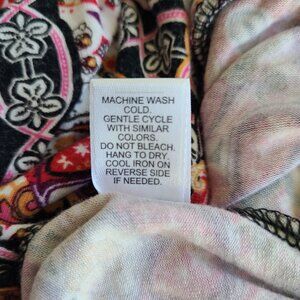 MACHINE WASH
COLD.
GENTLE CYCLE
WITH SIMILAR
COLORS.
DO NOT BLEACH.
HANG TO DRY.
COOL IRON ON
REVERSE SIDE
IF NEEDED.